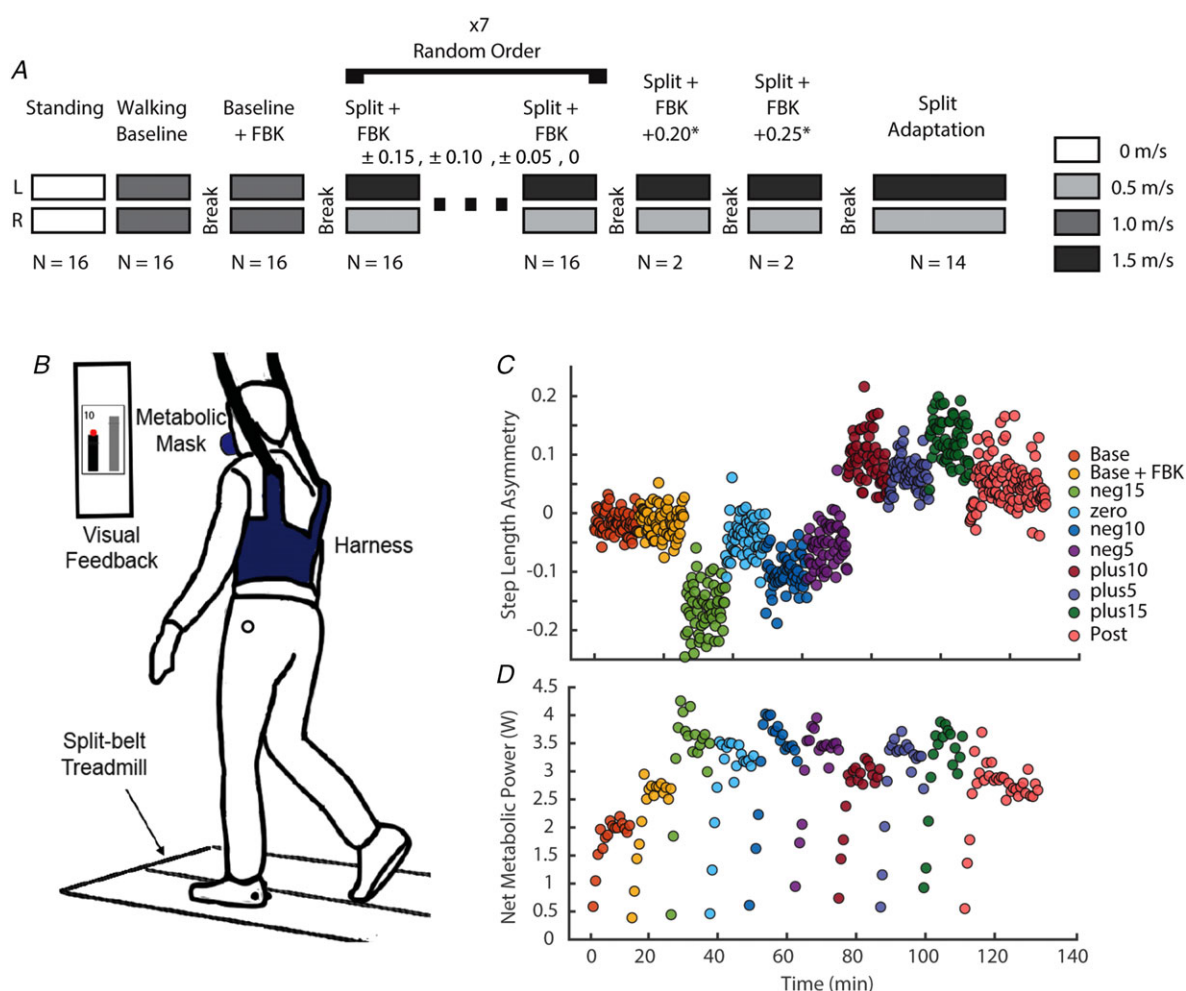 x7
Random Order
A
Standing
Walking
Baseline
Baseline
+ FBK
Split +
FBK
Split +
FBK
± 0.15 , ± 0.10 , ± 0.05 , 0
Split +
FBK
+0.20*
Split +
FBK
+0.25*
Split
Adaptation
L
R
Break
Break
Break
Break
Break
N = 16
N = 16
N = 16
N = 16
N = 16
N = 2
N = 2
N = 14
0 m/s
0.5 m/s
1.0 m/s
1.5 m/s
B
10
Visual
Feedback
Metabolic
Mask
Harness
Split-belt
Treadmill
C
Step Length Asymmetry
0.2
0.1
0
-0.1
-0.2
Base
Base + FBK
neg15
zero
neg10
neg5
plus10
plus5
plus15
Post
D
Net Metabolic Power (W)
4.5
4
3.5
3
2.5
2
1.5
1
0.5
0
0 20 40 60 80 100 120 140
Time (min)